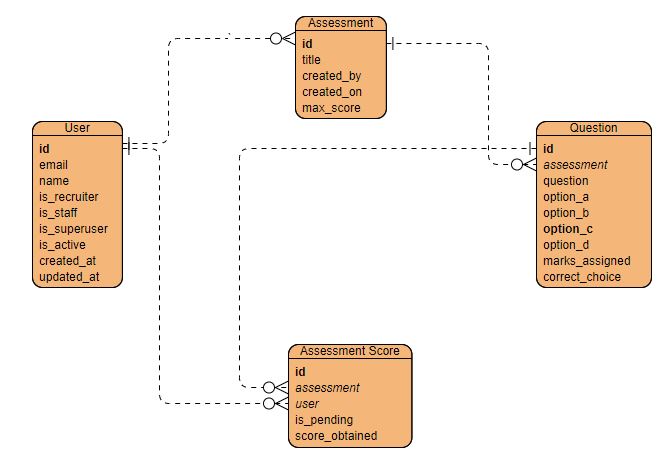 Assessment
id
title
created_by
created_on
max_score
User
id
email
name
is_recruiter
is_staff
is_superuser
is_active
created_at
updated_at
Question
id
assessment
question
option_a
option_b
option_c
option_d
marks_assigned
correct_choice
Assessment Score
id
assessment
user
is_pending
score_obtained